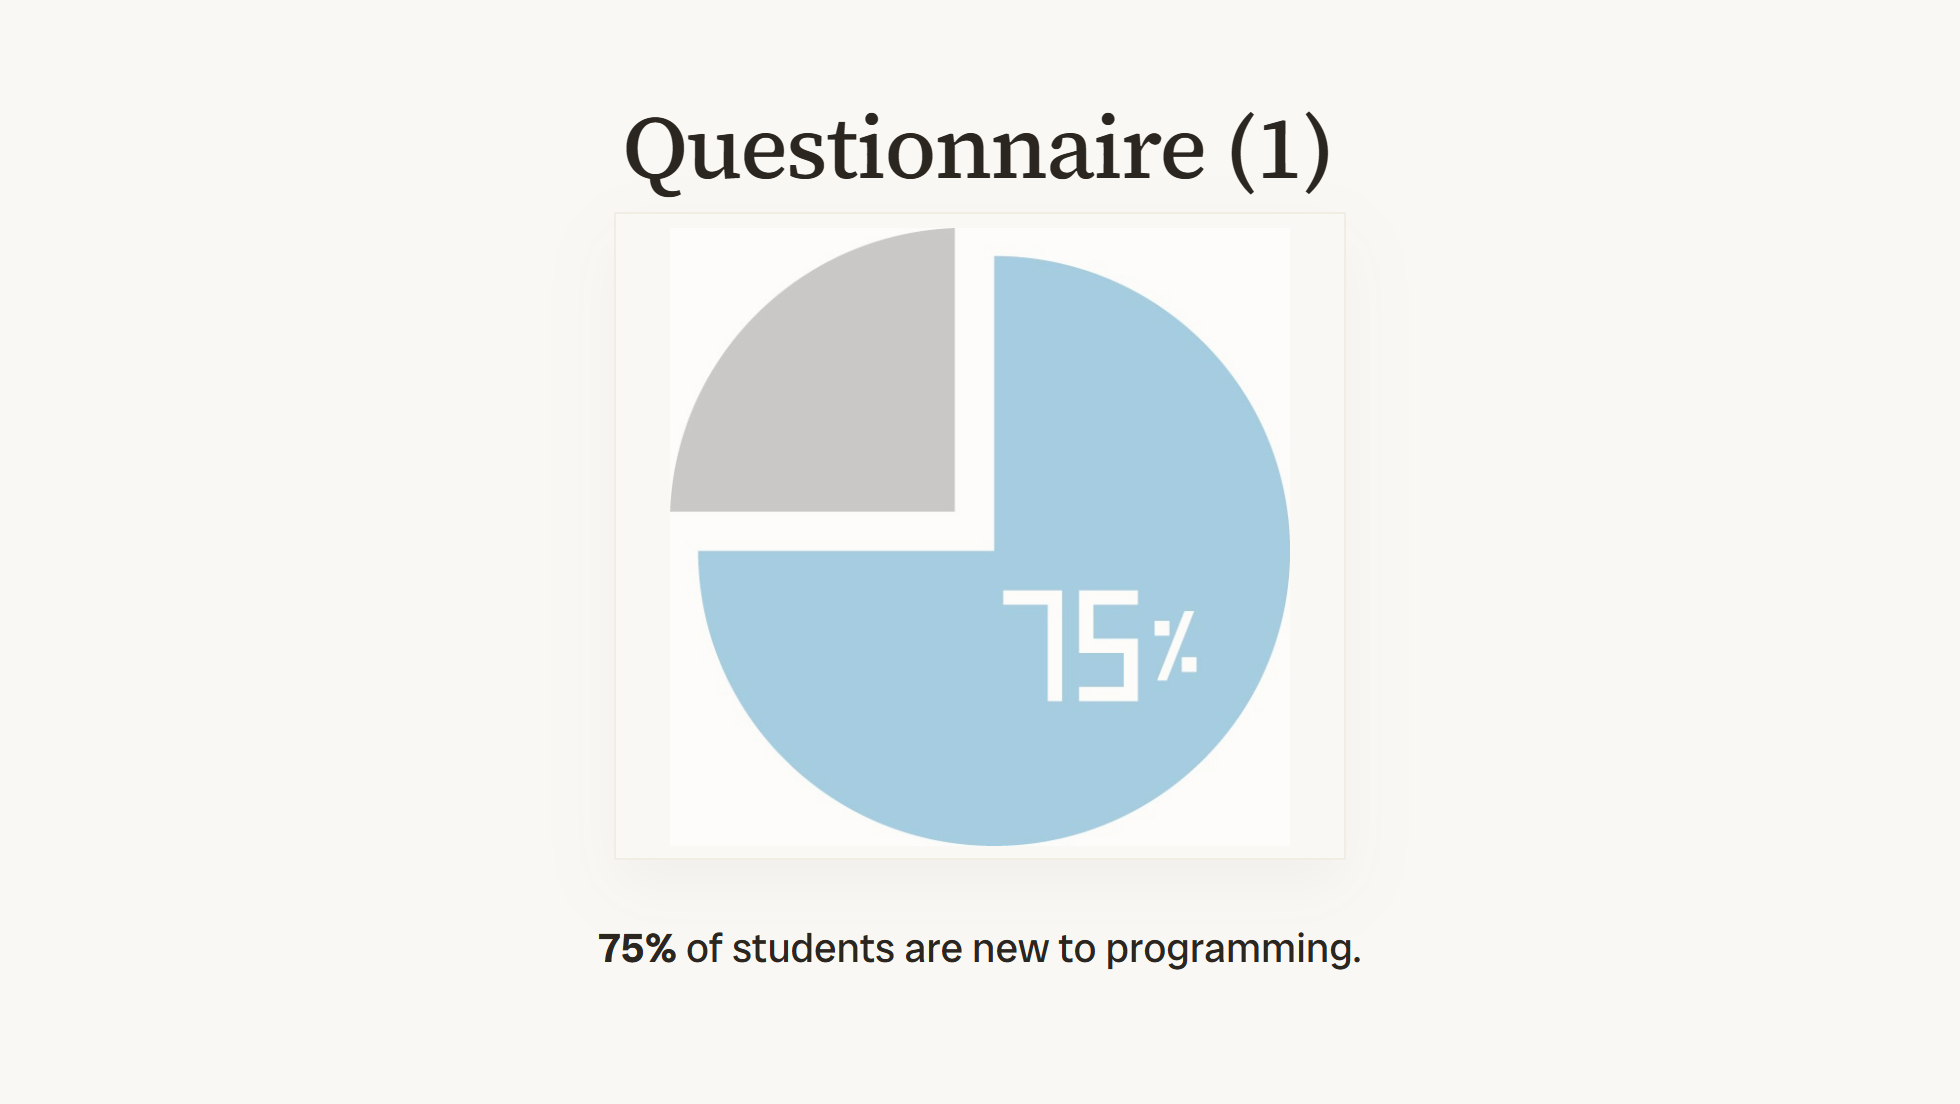 Questionnaire (1)
75%
75% of students are new to programming.